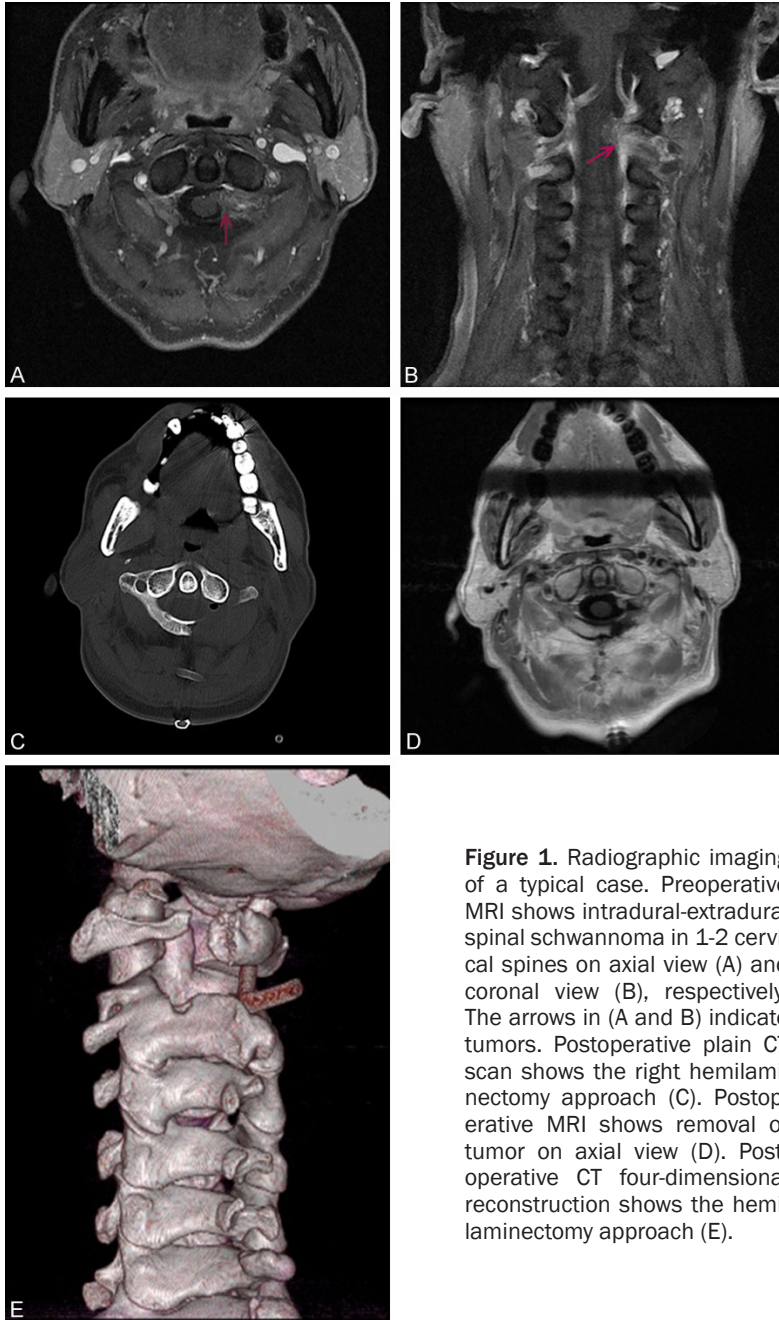 A
B
C
D
E
Figure 1. Radiographic imaging
of a typical case. Preoperative
MRI shows intradural-extradura
spinal schwannoma in 1-2 cervi
cal spines on axial view (A) and
coronal view (B), respectively
The arrows in (A and B) indicate
tumors. Postoperative plain CT
scan shows the right hemilami
nectomy approach (C). Postop
erative MRI shows removal o
tumor on axial view (D). Post
operative CT four-dimensiona
reconstruction shows the hemi
laminectomy approach (E).